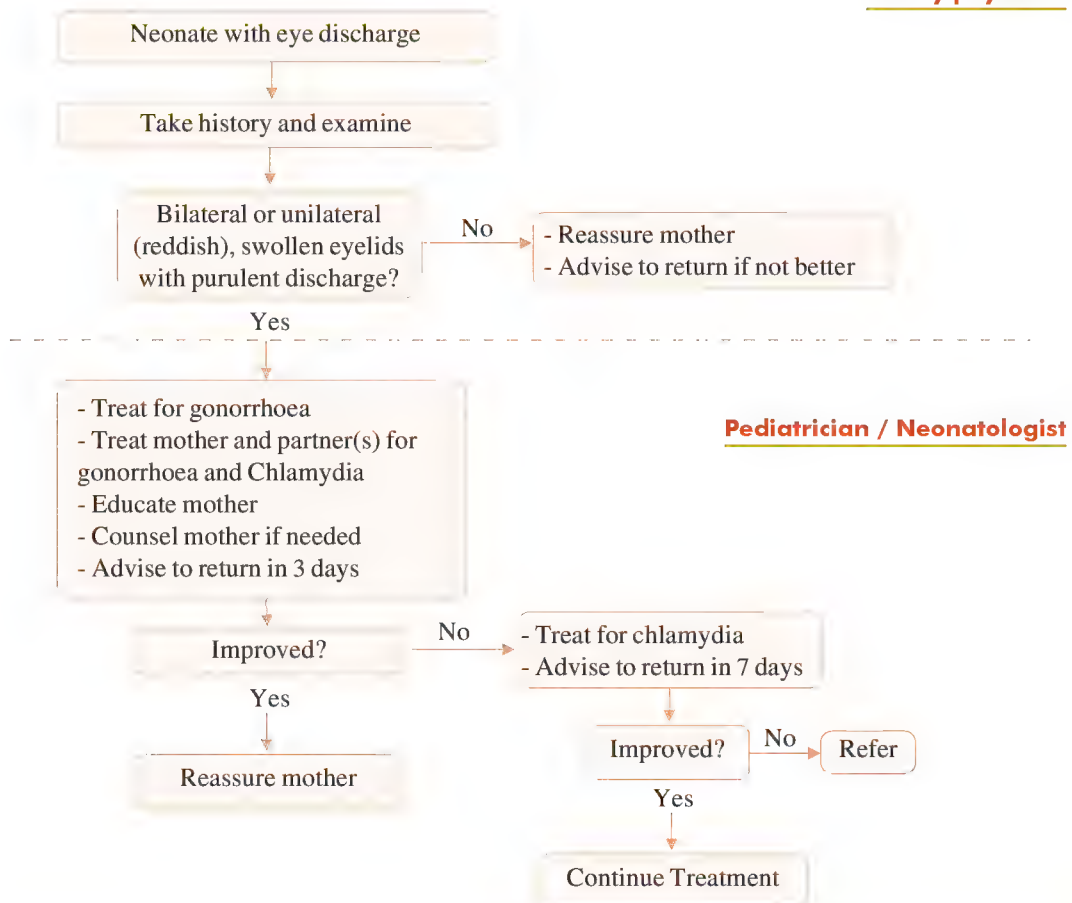 Neonate with eye discharge
Take history and examine
Bilateral or unilateral
(reddish), swollen eyelids
with purulent discharge?
No
- Reassure mother
- Advise to return if not better
Yes
- Treat for gonorrhoea
- Treat mother and partner(s) for
gonorrhoea and Chlamydia
- Educate mother
- Counsel mother if needed
- Advise to return in 3 days
Pediatrician / Neonatologist
Improved?
No
- Treat for chlamydia
- Advise to return in 7 days
Yes
Reassure mother
Improved?
No
Refer
Yes
Continue Treatment